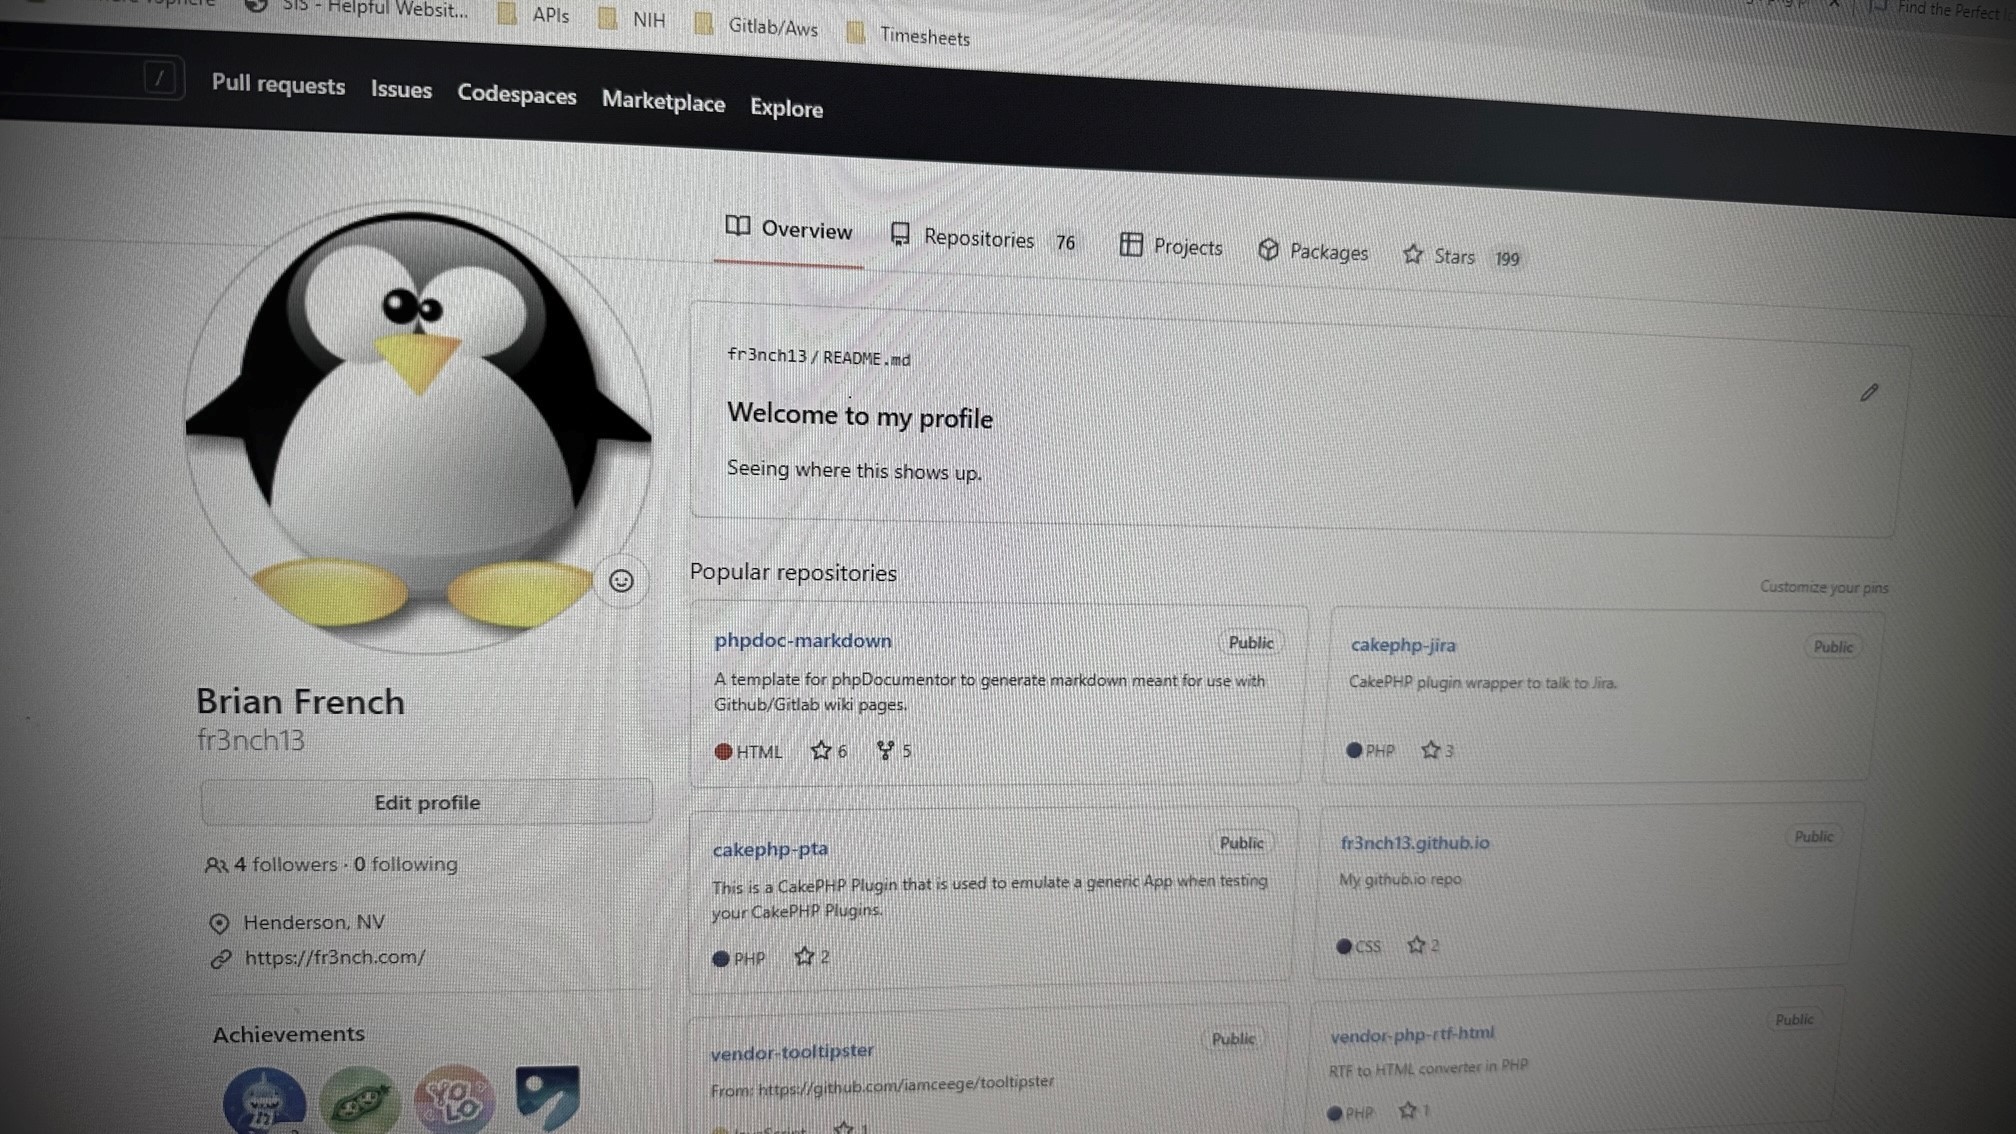 SIS - Helpful Websit...
APIs
NIH
Gitlab/Aws
Timesheets
Find the Perfect
/
Pull requests
Issues
Codespaces
Marketplace
Explore
Overview
Repositories 76
Projects
Packages
Stars 199
fr3nch13 / README.md
Welcome to my profile
Seeing where this shows up.
Brian French
fr3nch13
Edit profile
4 followers · 0 following
Henderson, NV
https://fr3nch.com/
Achievements
YOLO
Popular repositories
Customize your pins
phpdoc-markdown
Public
A template for phpDocumentor to generate markdown meant for use with
Github/Gitlab wiki pages.
HTML 6 5
cakephp-jira
Public
CakePHP plugin wrapper to talk to Jira.
PHP 3
cakephp-pta
Public
This is a CakePHP Plugin that is used to emulate a generic App when testing
your CakePHP Plugins.
PHP 2
fr3nch13.github.io
Public
My github.io repo
CSS 2
vendor-tooltipster
Public
From: https://github.com/iamceege/tooltipster
JavaScript 1
vendor-php-rtf-html
Public
RTF to HTML converter in PHP
PHP 1